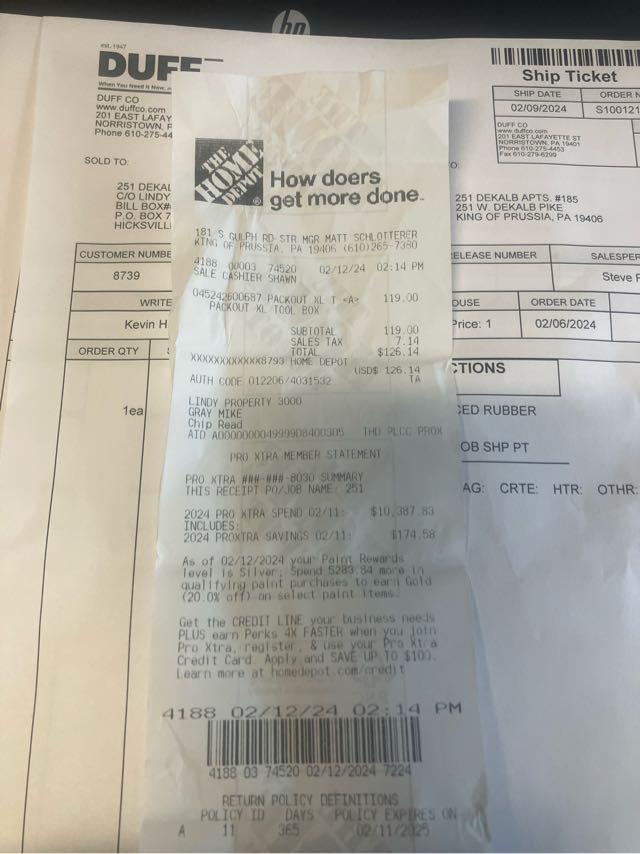 hp
est. 1947
DUFF
When You Need It Now,
DUFF CO
www.duffco.com
201 EAST LAFAY
NORRISTOWN, P
Phone 610-275-44
SOLD TO:
251 DEKAL
C/O LINDY
BILL BOX#
P.O. BOX 7
HICKSVILL
CUSTOMER NUMBE
8739
WRITE
Kevin H
ORDER QTY
1ea
Ship Ticket
SHIP DATE
ORDER N
02/09/2024
S100121
DUFF CO
www.duffco.com
201 EAST LAFAYETTE ST
NORRISTOWN, PA 19401
Phone 610-275-4453
Fax 610-279-6299
O:
251 DEKALB APTS. #185
251 W. DEKALB PIKE
KING OF PRUSSIA, PA 19406
ELEASE NUMBER
SALESPER
Steve F
OUSE
ORDER DATE
Price: 1
02/06/2024
CTIONS
CED RUBBER
OB SHP PT
AG: CRTE: HTR: OTHR:
THE HOME DEPOT
How doers
get more done.
181 S GULPH RD STR MGR MATT SCHLOTTERER
KING OF PRUSSIA, PA 19406 (610)265-7380
4188 00003 74520 02/12/24 02:14 PM
SALE CASHIER SHAWN
045242600687 PACKOUT XL T <A> 119.00
PACKOUT XL TOOL BOX
SUBTOTAL 119.00
SALES TAX 7.14
TOTAL $126.14
XXXXXXXXXXXX8793 HOME DEPOT
USD$ 126.14
AUTH CODE 012206/4031532 TA
LINDY PROPERTY 3000
GRAY MIKE
Chip Read
AID A0000000049999D8400305 THD PLCC PROX
PRO XTRA MEMBER STATEMENT
PRO XTRA ###-###-8030 SUMMARY
THIS RECEIPT PO/JOB NAME: 251
2024 PRO XTRA SPEND 02/11: $10,387.83
INCLUDES:
2024 PROXTRA SAVINGS 02/11: $174.58
As of 02/12/2024 your Paint Rewards
level is Silver; Spend 5283.84 more in
qualifying paint purchases to earn Gold
(20.0% off) on select paint items.
Get the CREDIT LINE your business needs
PLUS earn Perks 4X FASTER when you join
Pro Xtra, register, & use your Pro Xtra
Credit Card. Apply and SAVE UP TO $100.
Learn more at homedepot.com/credit
4188 02/12/24 02:14 PM
4188 03 74520 02/12/2024 7224
RETURN POLICY DEFINITIONS
POLICY ID DAYS POLICY EXPIRES ON
A 11 365 02/11/2025